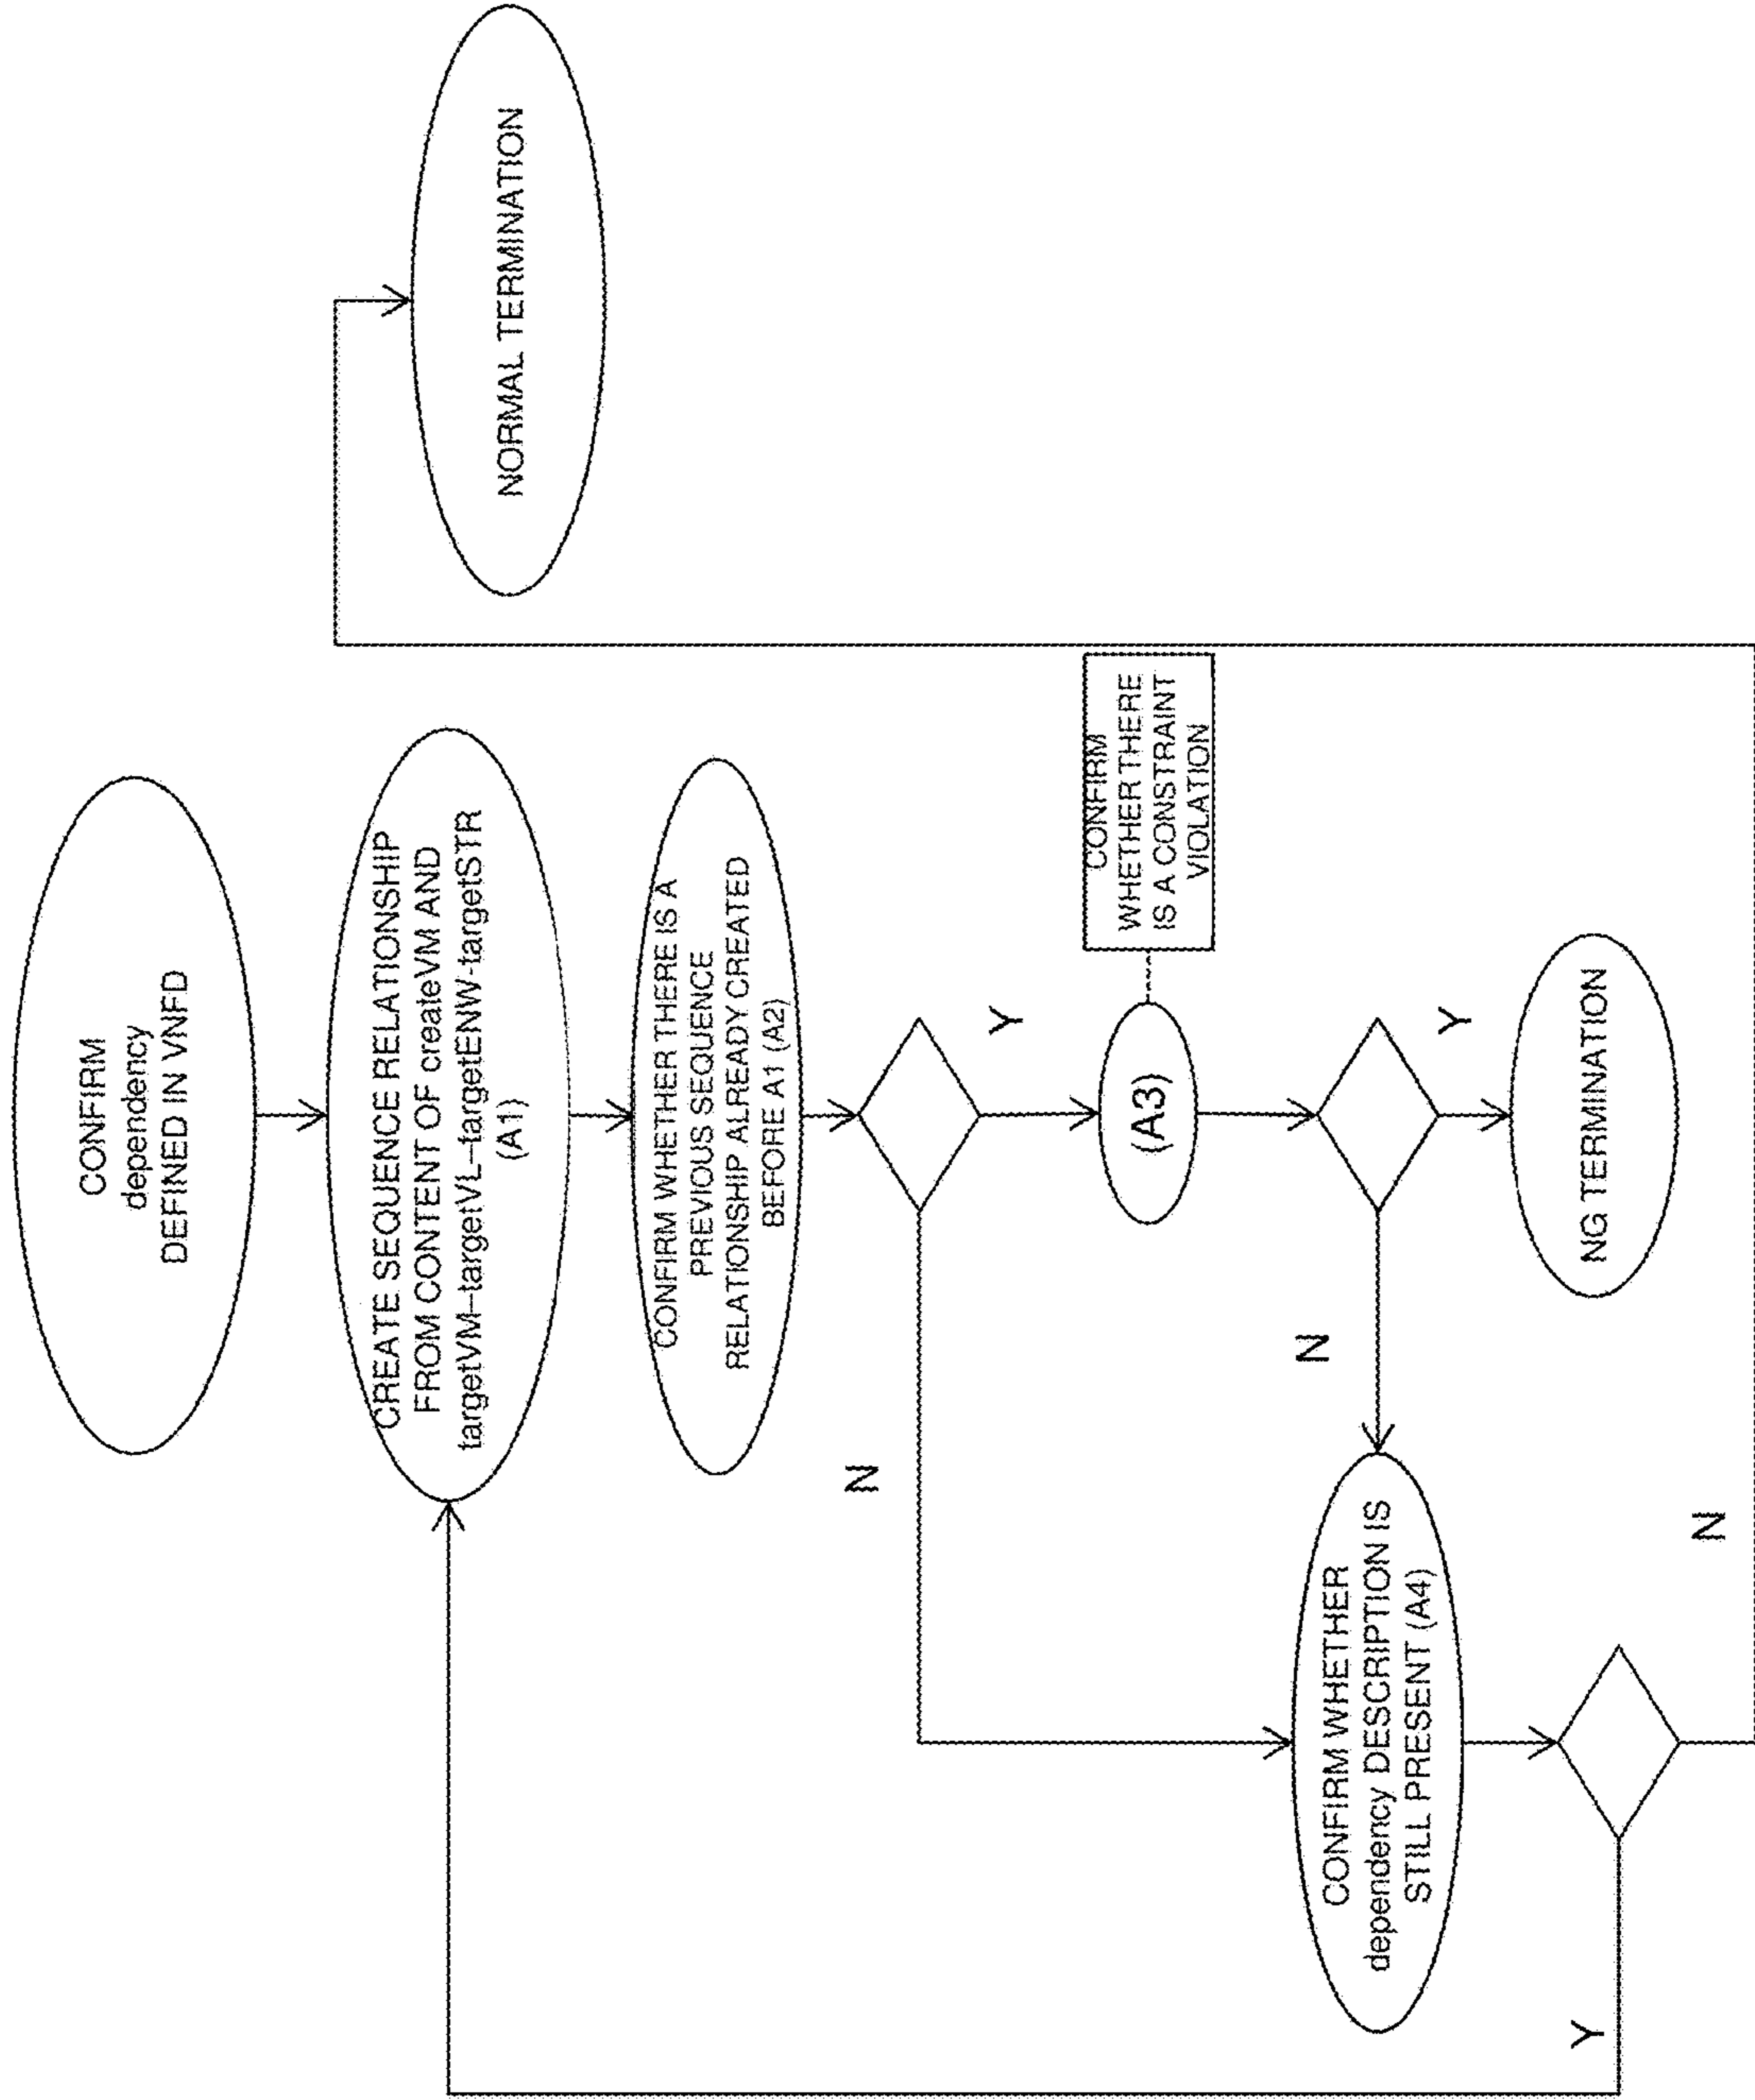 CONFIRM
dependency
DEFINED IN VNFD
CREATE SEQUENCE RELATIONSHIP
FROM CONTENT OF createVM AND
targetVM–targetVL–targetENW-targetSTR
(A1)
CONFIRM WHETHER THERE IS A
PREVIOUS SEQUENCE
RELATIONSHIP ALREADY CREATED
BEFORE A1 (A2)
N
Y
(A3)
CONFIRM
WHETHER THERE
IS A CONSTRAINT
VIOLATION
N
Y
NG TERMINATION
CONFIRM WHETHER
dependency DESCRIPTION IS
STILL PRESENT (A4)
Y
N
NORMAL TERMINATION